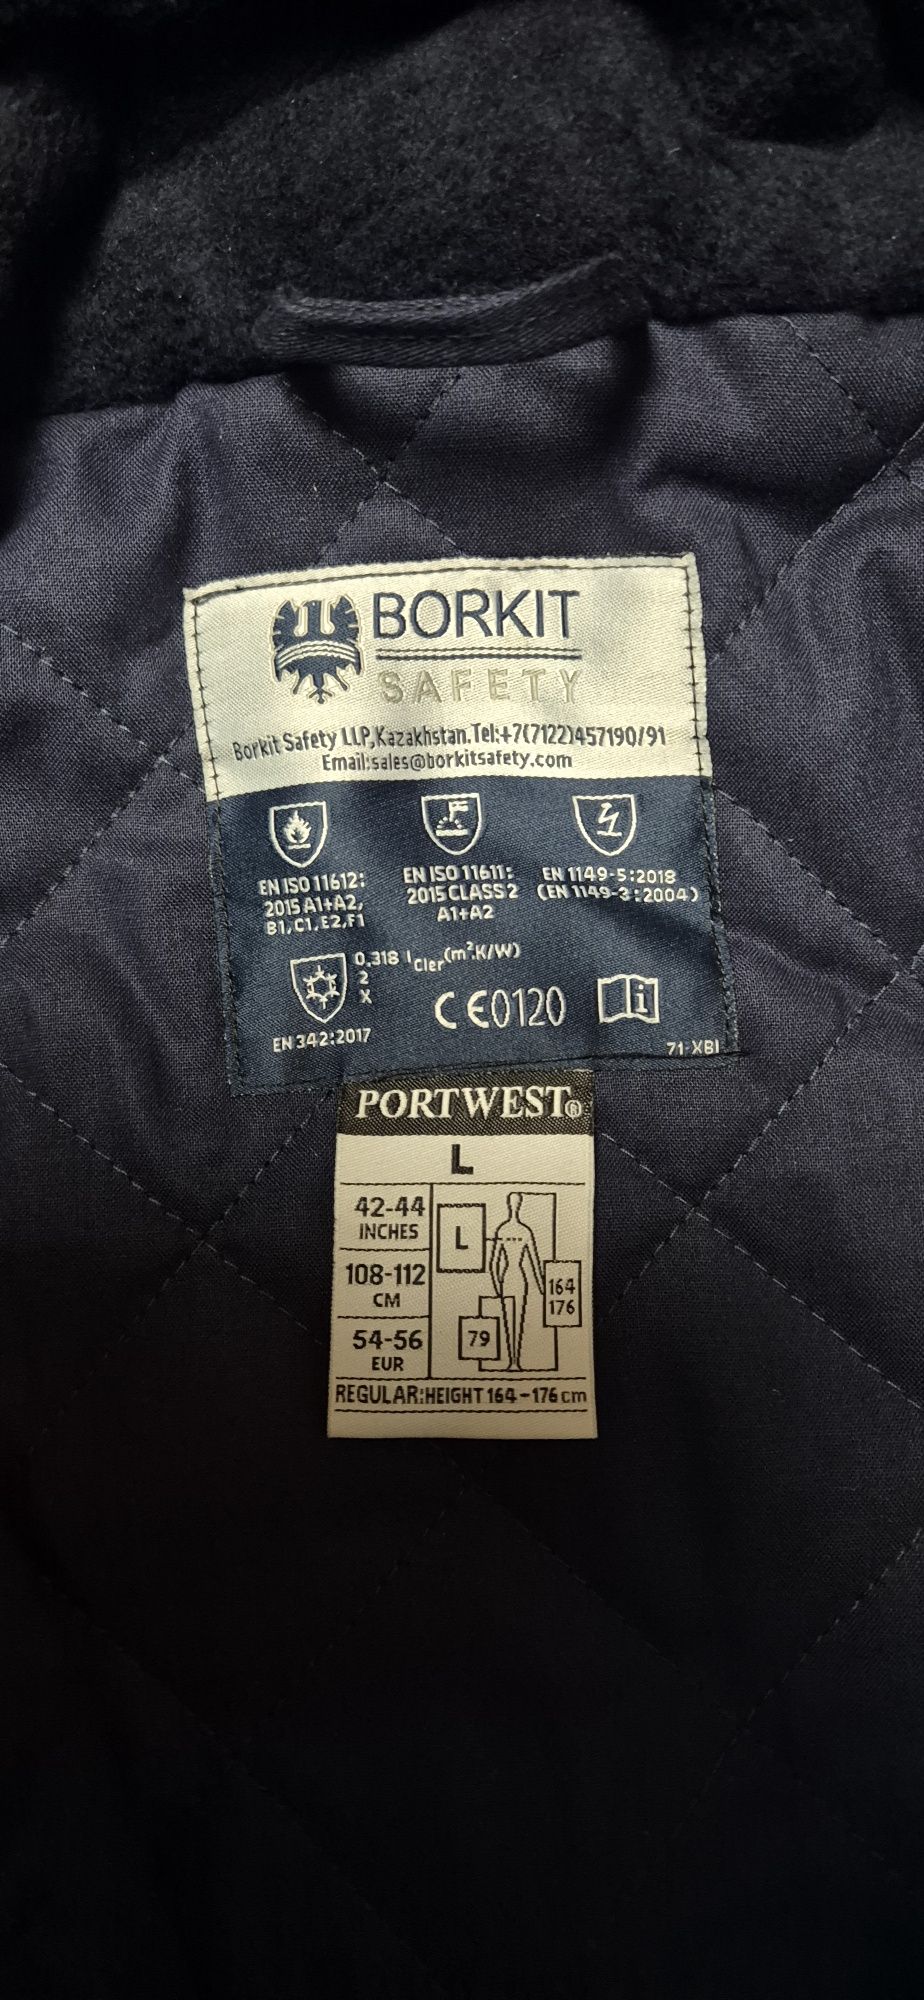 BORKIT
SAFETY
Borkit Safety LLP,Kazakhstan.Tel:+7(7122)457190/91
Email:sales@borkitsafety.com
EN ISO 11612:
2015 A1+A2,
B1,C1,E2,F1
EN ISO 11611:
2015 CLASS 2
A1+A2
EN 1149-5:2018
(EN 1149-3:2004)
0.318 Icler(m².K/W)
2
X
EN 342:2017
CE0120
i
71-XBI
PORTWEST®
L
42-44
INCHES
108-112
CM
54-56
EUR
L
164
176
79
REGULAR:HEIGHT 164-176 cm